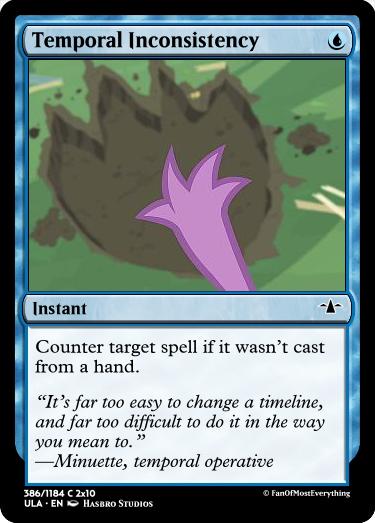 Temporal Inconsistency
Instant
Counter target spell if it wasn't cast
from a hand.
“It's far too easy to change a timeline,
and far too difficult to do it in the way
you mean to.”
—Minuette, temporal operative
386/1184 C 2x10
ULA · EN Hasbro Studios
© FanOfMostEverything